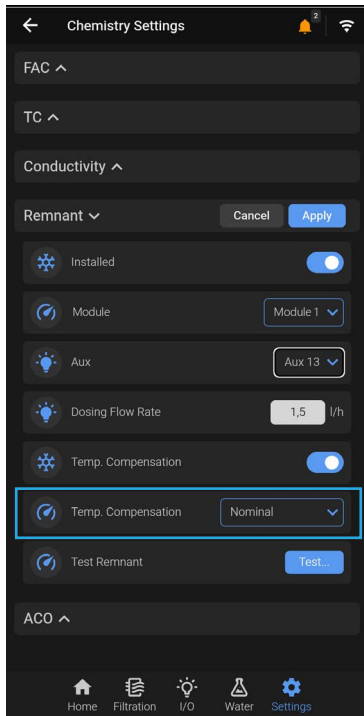 Chemistry Settings
2
FAC
TC
Conductivity
Remnant Cancel Apply
Installed
Module Module 1
Aux Aux 13
Dosing Flow Rate 1,5 l/h
Temp. Compensation
Temp. Compensation Nominal
Test Remnant Test...
ACO
Home Filtration I/O Water Settings